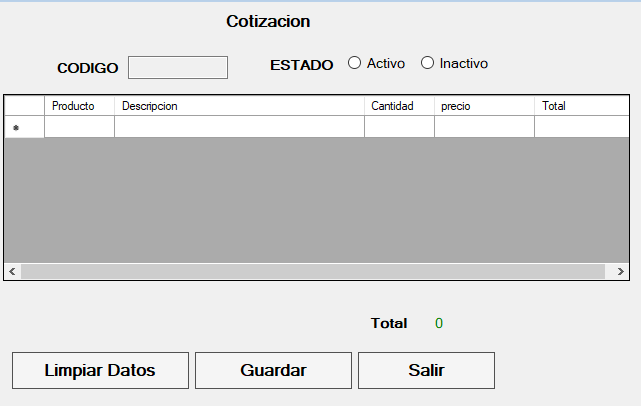 Cotizacion
CODIGO ESTADO Activo Inactivo
Producto Descripcion Cantidad precio Total
Total 0
Limpiar Datos Guardar Salir